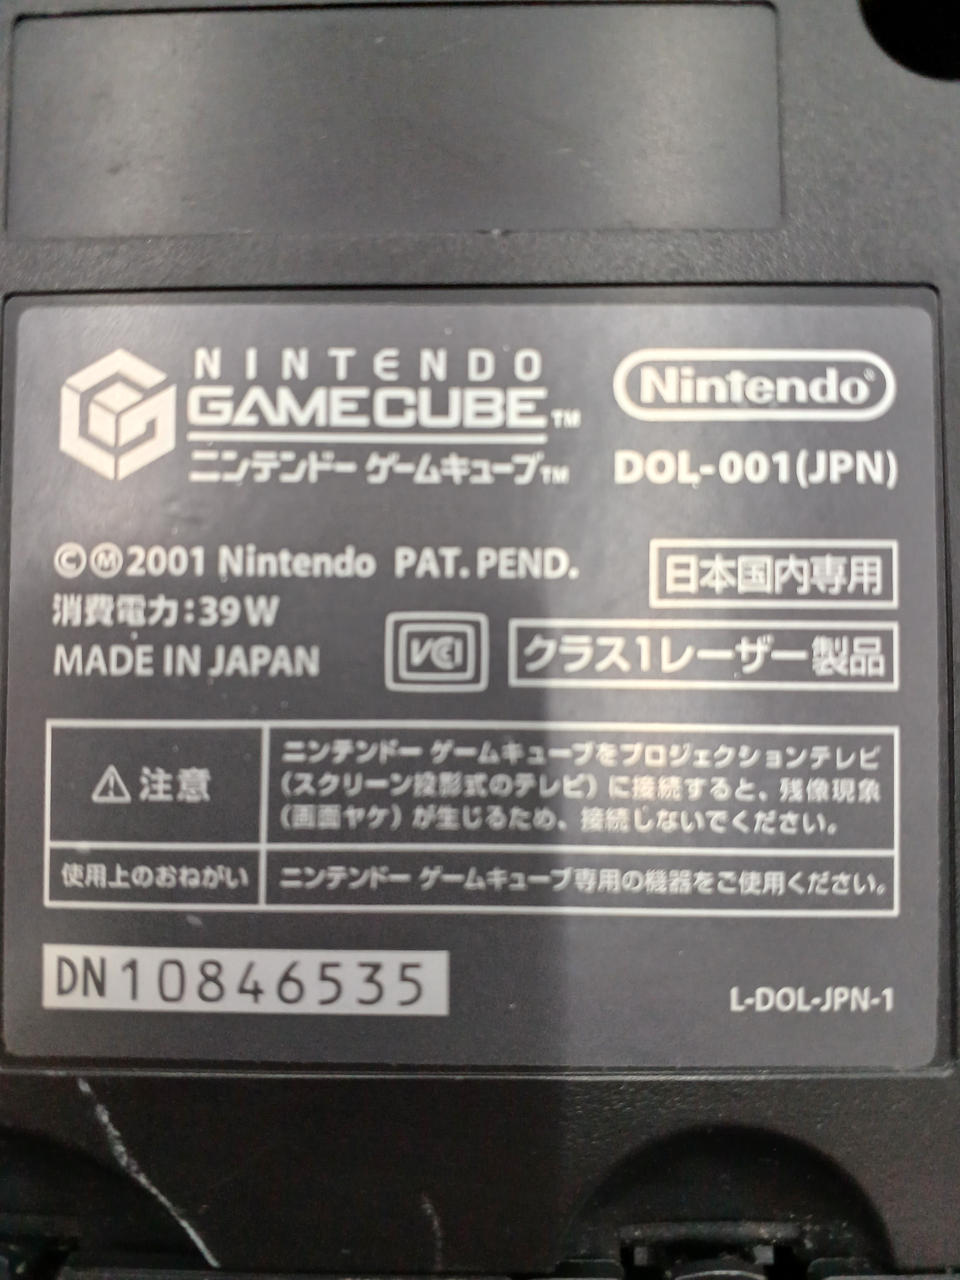 NINTENDO
GAMECUBE™
ニンテンドー ゲームキューブ™
Nintendo®
DOL-001(JPN)
ⒸⓂ2001 Nintendo PAT. PEND.
日本国内専用
消費電力:39W
MADE IN JAPAN
VCI
クラス1レーザー製品
⚠注意
ニンテンドー ゲームキューブをプロジェクションテレビ
(スクリーン投影式のテレビ)に接続すると、残像現象
(画面ヤケ)が生じるため、接続しないでください。
使用上のおねがい
ニンテンドー ゲームキューブ専用の機器をご使用ください。
DN10846535
L-DOL-JPN-1